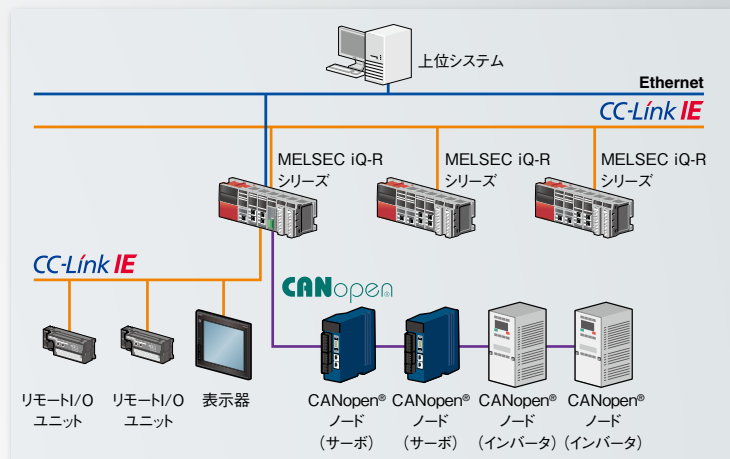 上位システム
Ethernet
CC-Link IE
MELSEC iQ-R
シリーズ
MELSEC iQ-R
シリーズ
MELSEC iQ-R
シリーズ
CC-Link IE
CANopen®
リモートI/O
ユニット
リモートI/O
ユニット
表示器
CANopen®
ノード
(サーボ)
CANopen®
ノード
(サーボ)
CANopen®
ノード
(インバータ)
CANopen®
ノード
(インバータ)